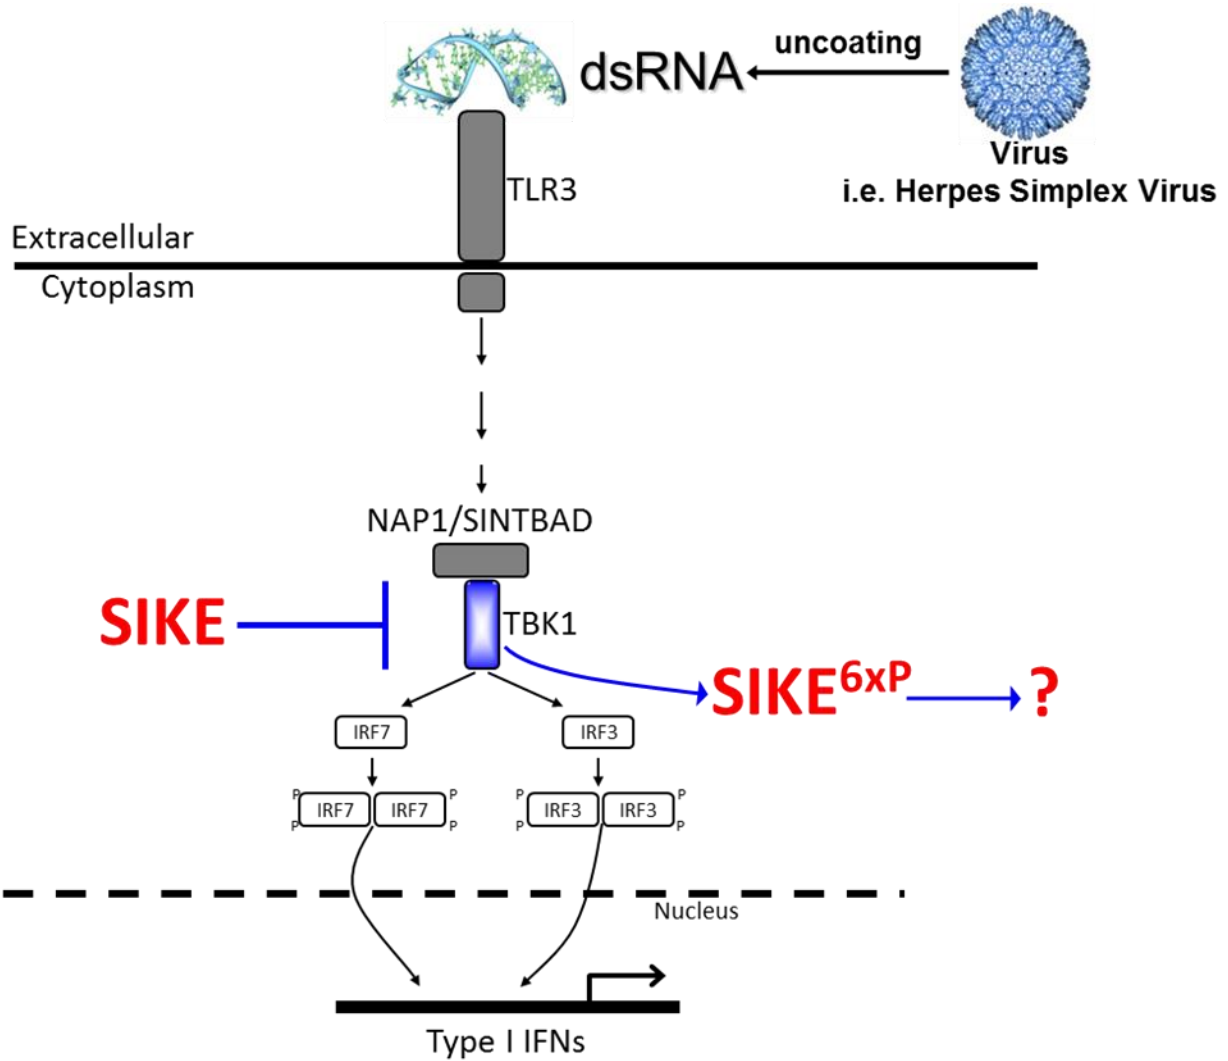 uncoating
dsRNA
Virus
i.e. Herpes Simplex Virus
TLR3
Extracellular
Cytoplasm
NAP1/SINTBAD
SIKE
TBK1
SIKE6xP
?
IRF7
IRF3
P
P
P
P
IRF7
IRF7
IRF3
IRF3
P
P
P
P
Nucleus
Type I IFNs